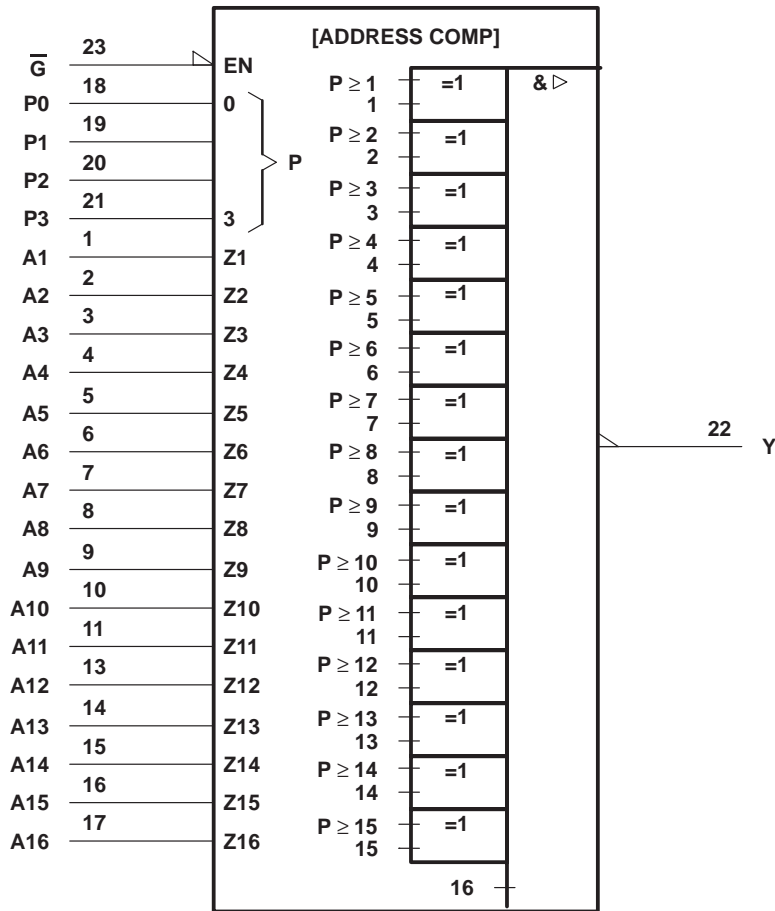 [ADDRESS COMP]
G̅ 23 EN
P0 18 0
P1 19
P2 20
P3 21 3
P
A1 1 Z1
A2 2 Z2
A3 3 Z3
A4 4 Z4
A5 5 Z5
A6 6 Z6
A7 7 Z7
A8 8 Z8
A9 9 Z9
A10 10 Z10
A11 11 Z11
A12 13 Z12
A13 14 Z13
A14 15 Z14
A15 16 Z15
A16 17 Z16
P ≥ 1 =1 & ▷
1
P ≥ 2 =1
2
P ≥ 3 =1
3
P ≥ 4 =1
4
P ≥ 5 =1
5
P ≥ 6 =1
6
P ≥ 7 =1
7
P ≥ 8 =1
8
P ≥ 9 =1
9
P ≥ 10 =1
10
P ≥ 11 =1
11
P ≥ 12 =1
12
P ≥ 13 =1
13
P ≥ 14 =1
14
P ≥ 15 =1
15
16
22 Y